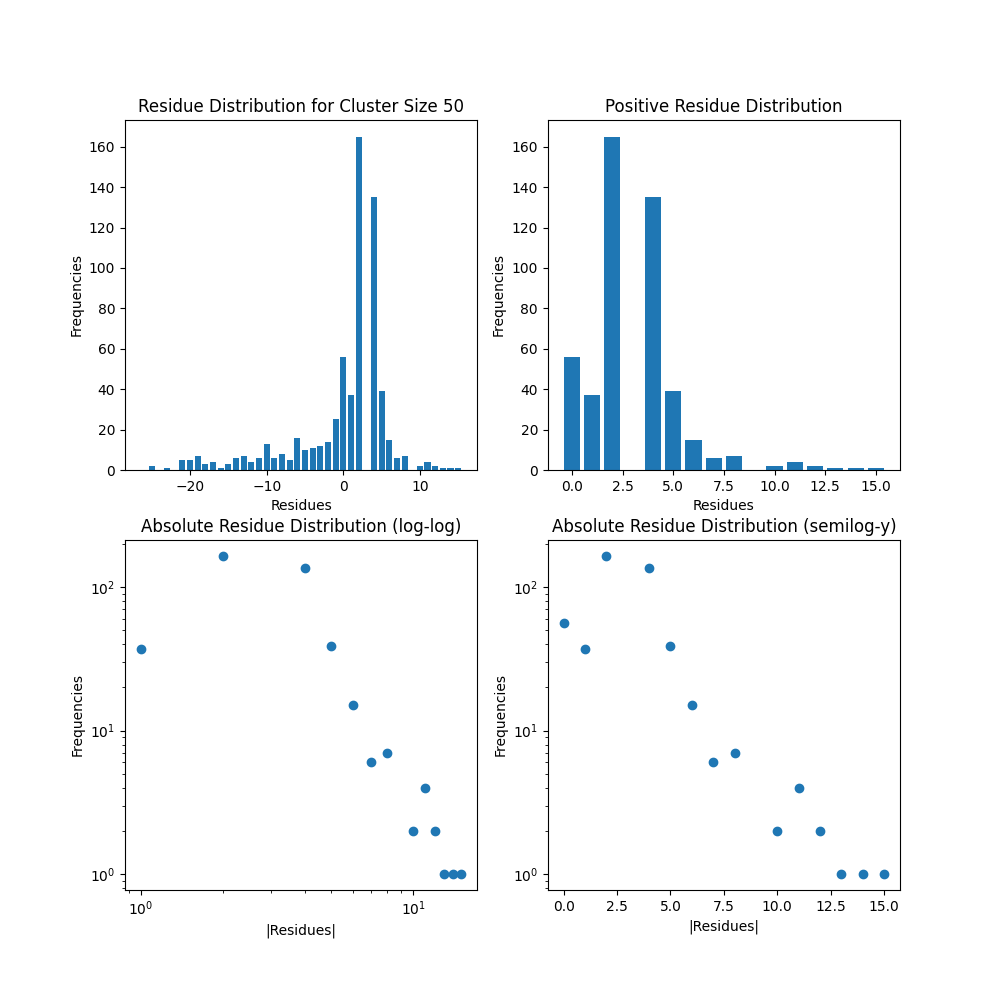 Residue Distribution for Cluster Size 50
Frequencies
160
140
120
100
80
60
40
20
0
−20 −10 0 10
Residues
Positive Residue Distribution
Frequencies
160
140
120
100
80
60
40
20
0
0.0 2.5 5.0 7.5 10.0 12.5 15.0
Residues
Absolute Residue Distribution (log-log)
Frequencies
10²
10¹
10⁰
10⁰ 10¹
|Residues|
Absolute Residue Distribution (semilog-y)
Frequencies
10²
10¹
10⁰
0.0 2.5 5.0 7.5 10.0 12.5 15.0
|Residues|